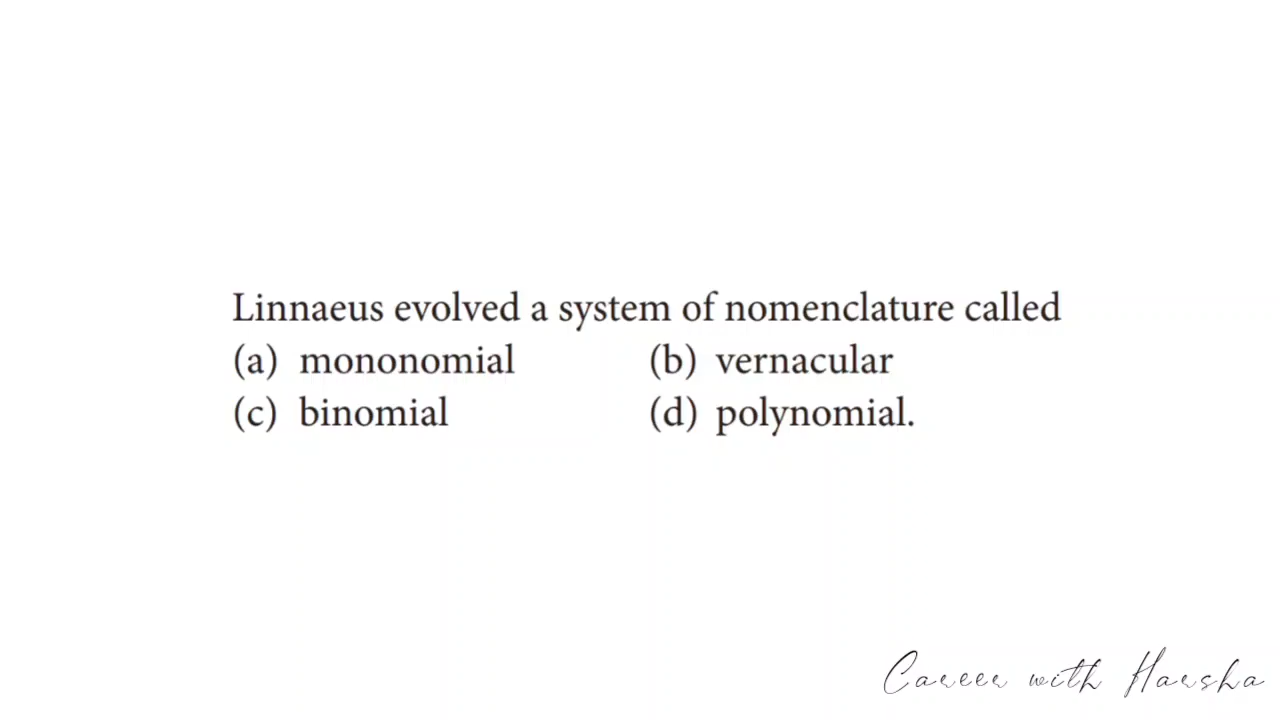 Linnaeus evolved a system of nomenclature called
(a) mononomial (b) vernacular
(c) binomial (d) polynomial.
Career with Harsha